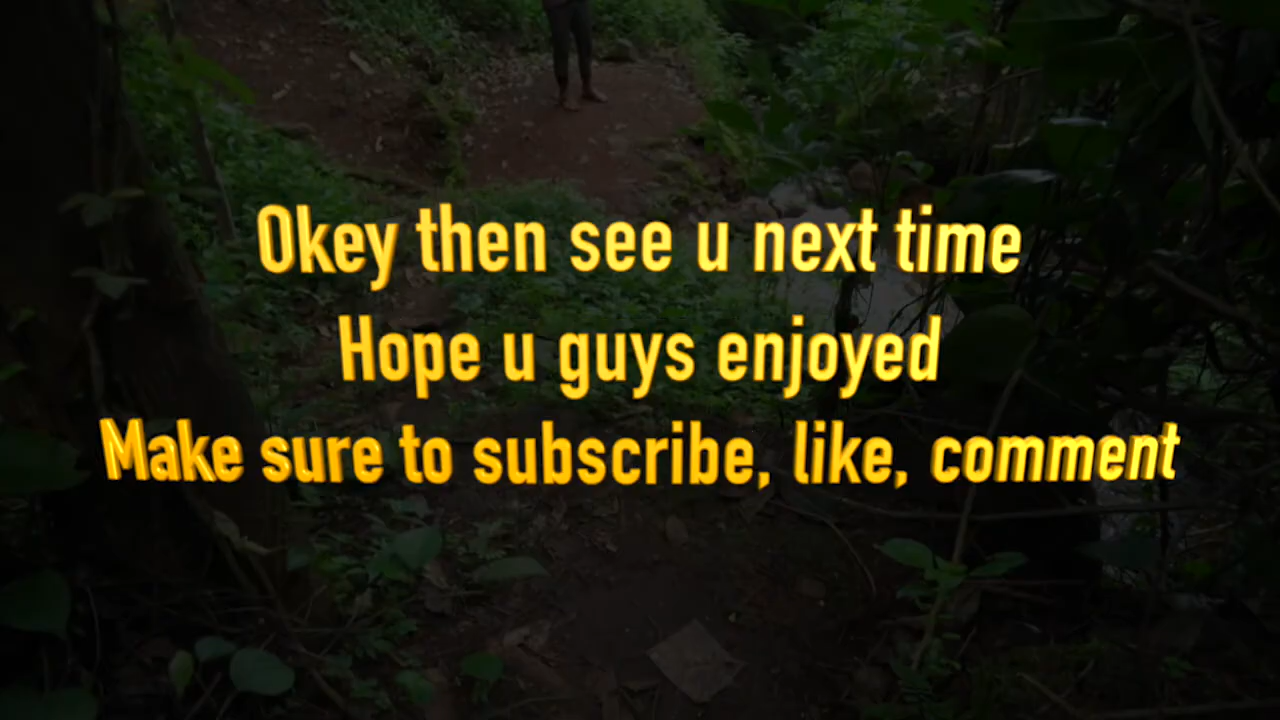 Okey then see u next time
Hope u guys enjoyed
Make sure to subscribe, like, comment